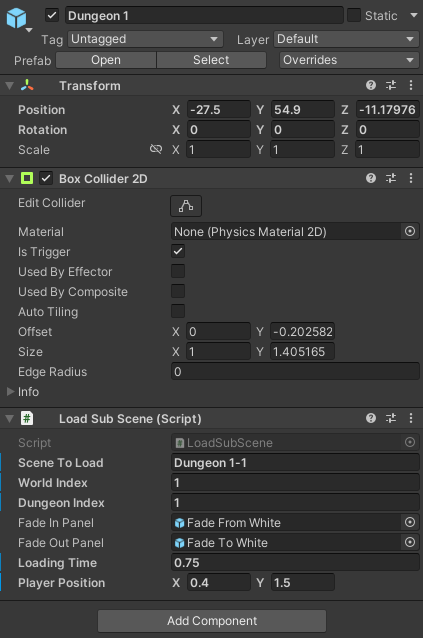 Dungeon 1 Static
Tag Untagged Layer Default
Prefab Open Select Overrides
Transform
Position X -27.5 Y 54.9 Z -11.17976
Rotation X 0 Y 0 Z 0
Scale X 1 Y 1 Z 1
Box Collider 2D
Edit Collider
Material None (Physics Material 2D)
Is Trigger
Used By Effector
Used By Composite
Auto Tiling
Offset X 0 Y -0.202582
Size X 1 Y 1.405165
Edge Radius 0
Info
# Load Sub Scene (Script)
Script # LoadSubScene
Scene To Load Dungeon 1-1
World Index 1
Dungeon Index 1
Fade In Panel Fade From White
Fade Out Panel Fade To White
Loading Time 0.75
Player Position X 0.4 Y 1.5
Add Component